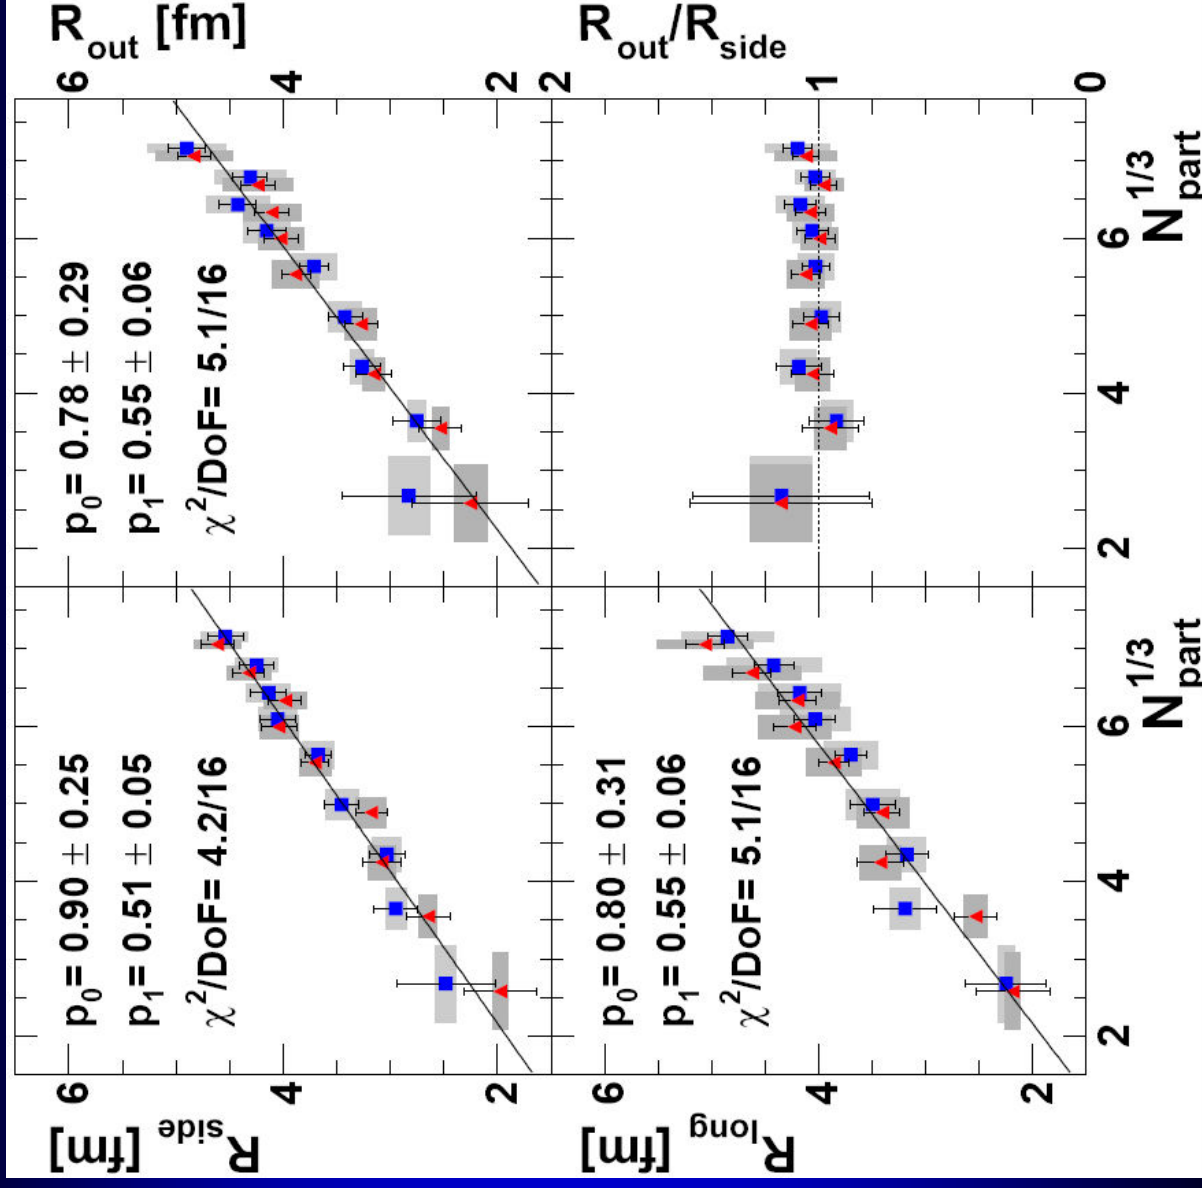 R_side [fm]
6
4
2
p₀= 0.90 ± 0.25
p₁= 0.51 ± 0.05
χ²/DoF= 4.2/16
R_out [fm]
6
4
2
p₀= 0.78 ± 0.29
p₁= 0.55 ± 0.06
χ²/DoF= 5.1/16
R_long [fm]
6
4
2
p₀= 0.80 ± 0.31
p₁= 0.55 ± 0.06
χ²/DoF= 5.1/16
2 4 6
N_part^1/3
R_out/R_side
2
1
0
2 4 6
N_part^1/3